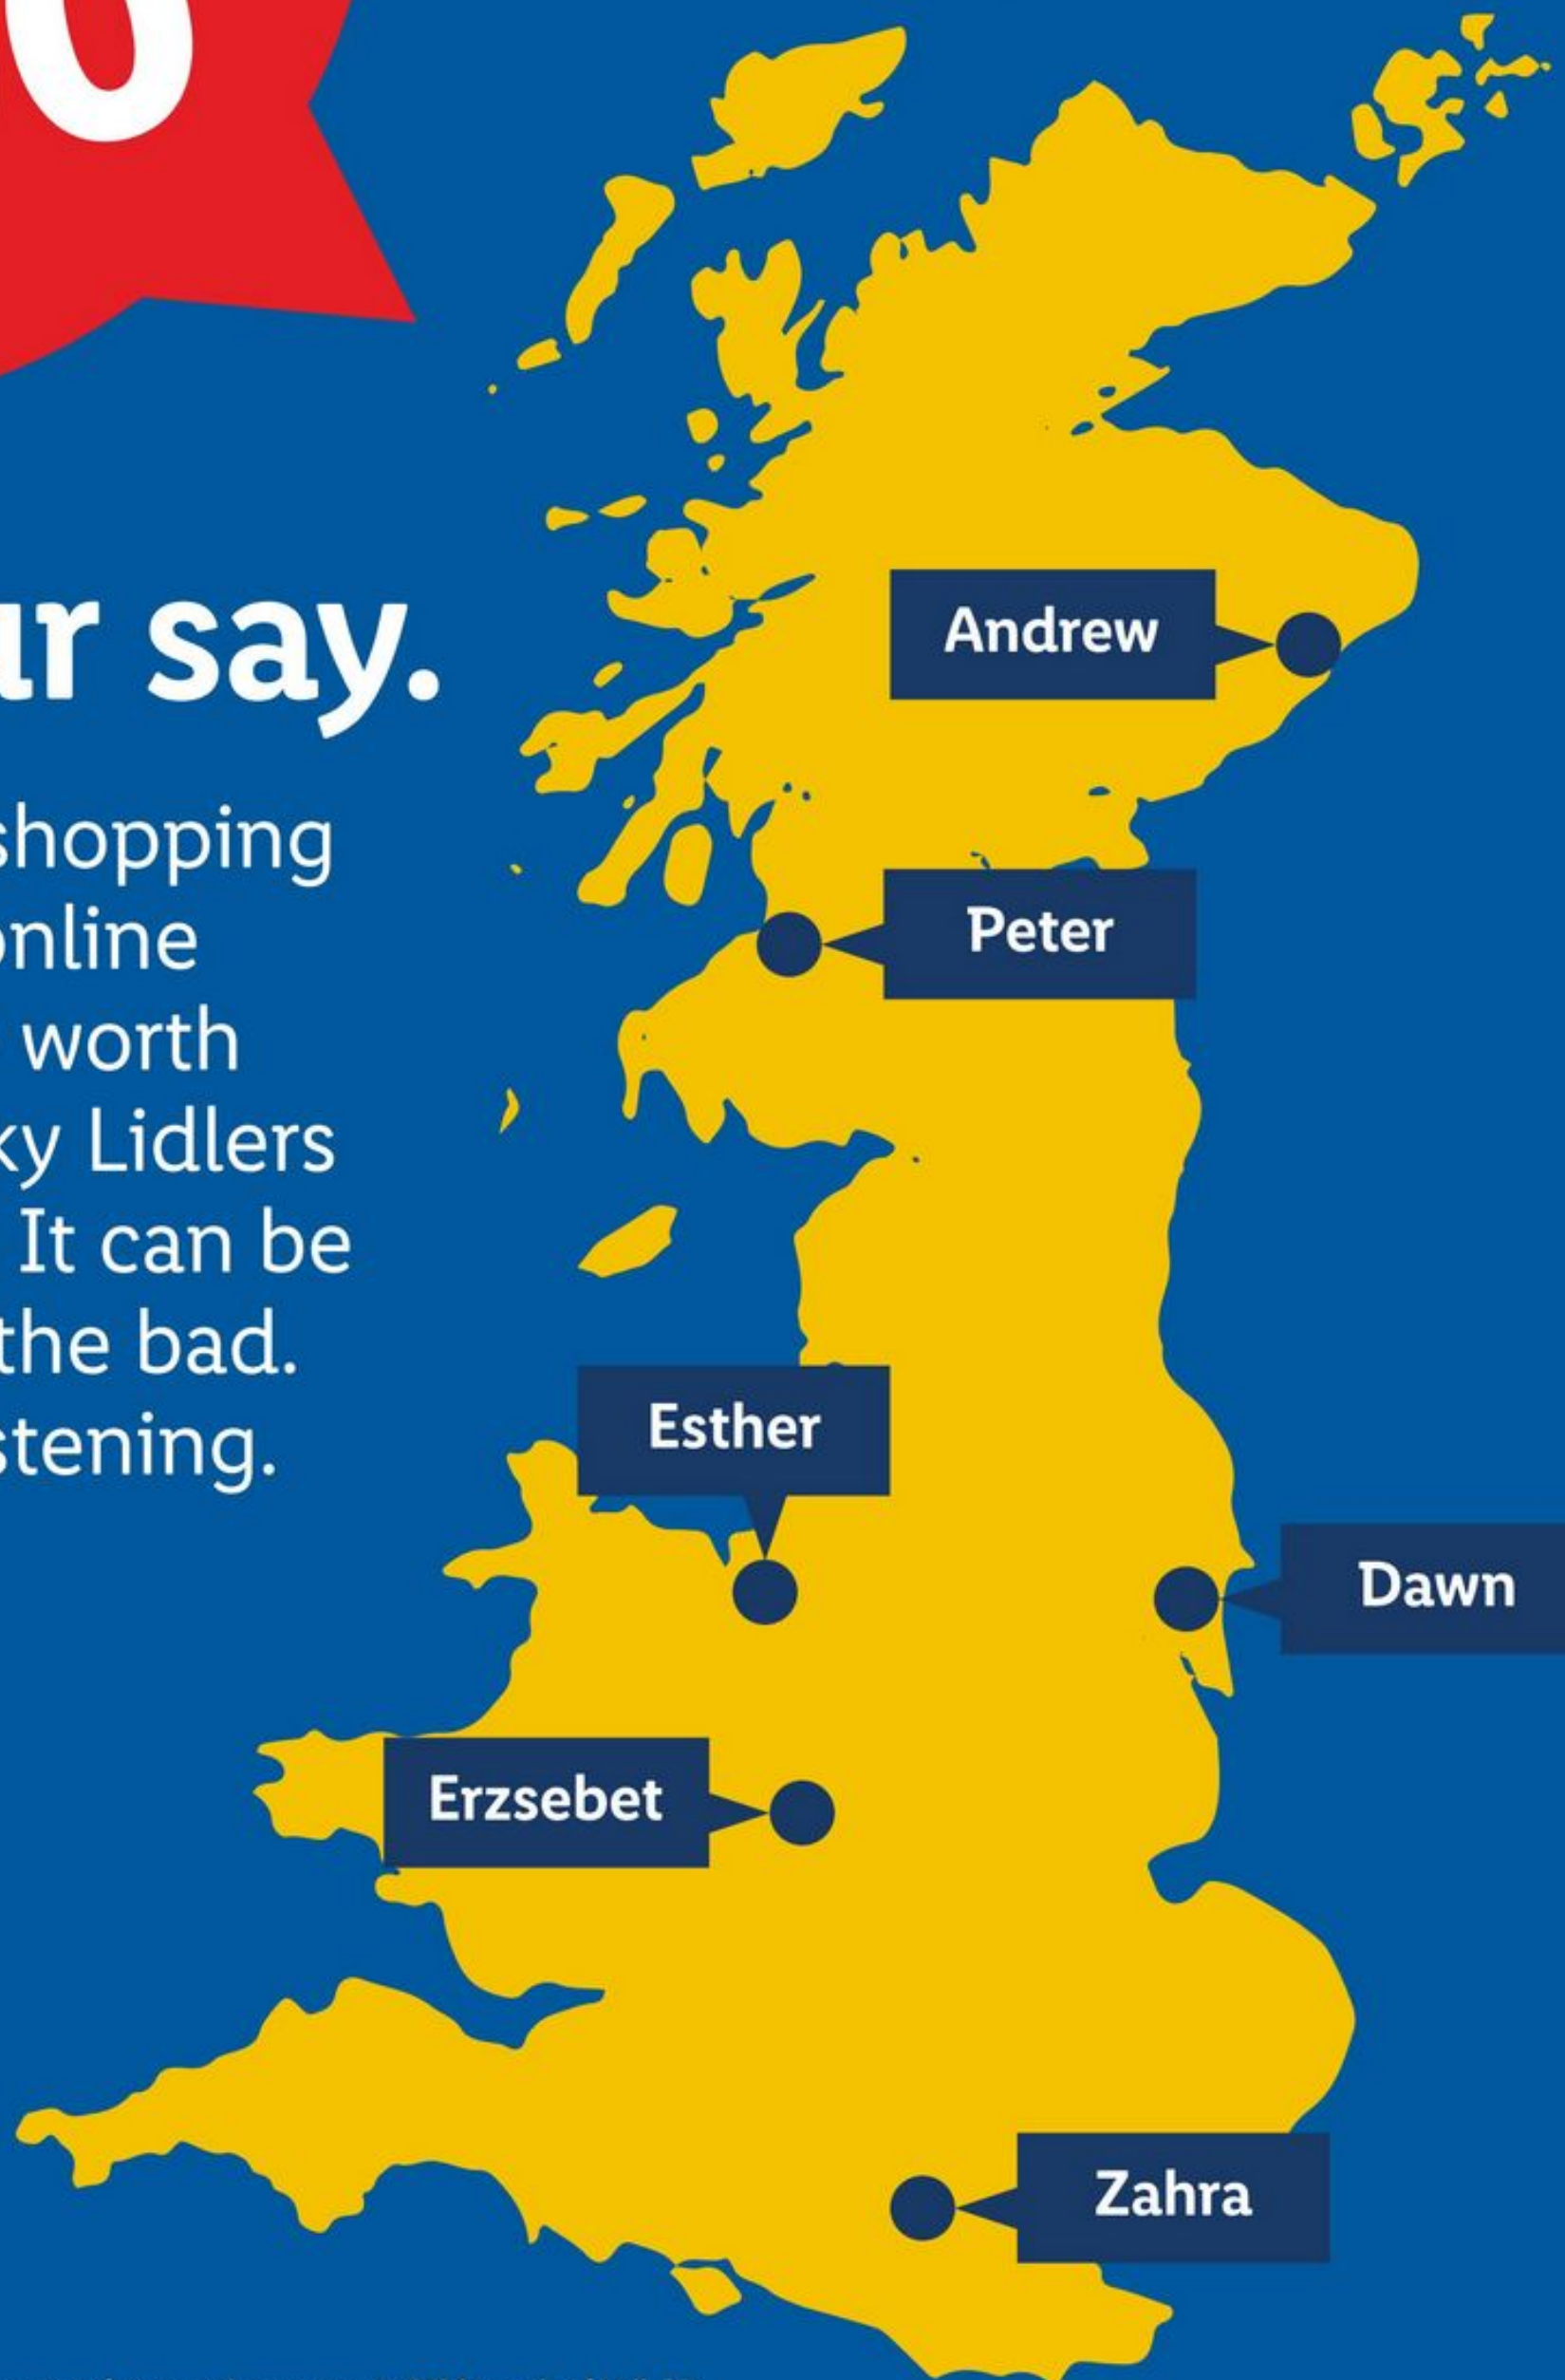 0
ur say.
shopping
online
worth
ky Lidlers
It can be
the bad.
stening.
Andrew
Peter
Esther
Dawn
Erzsebet
Zahra